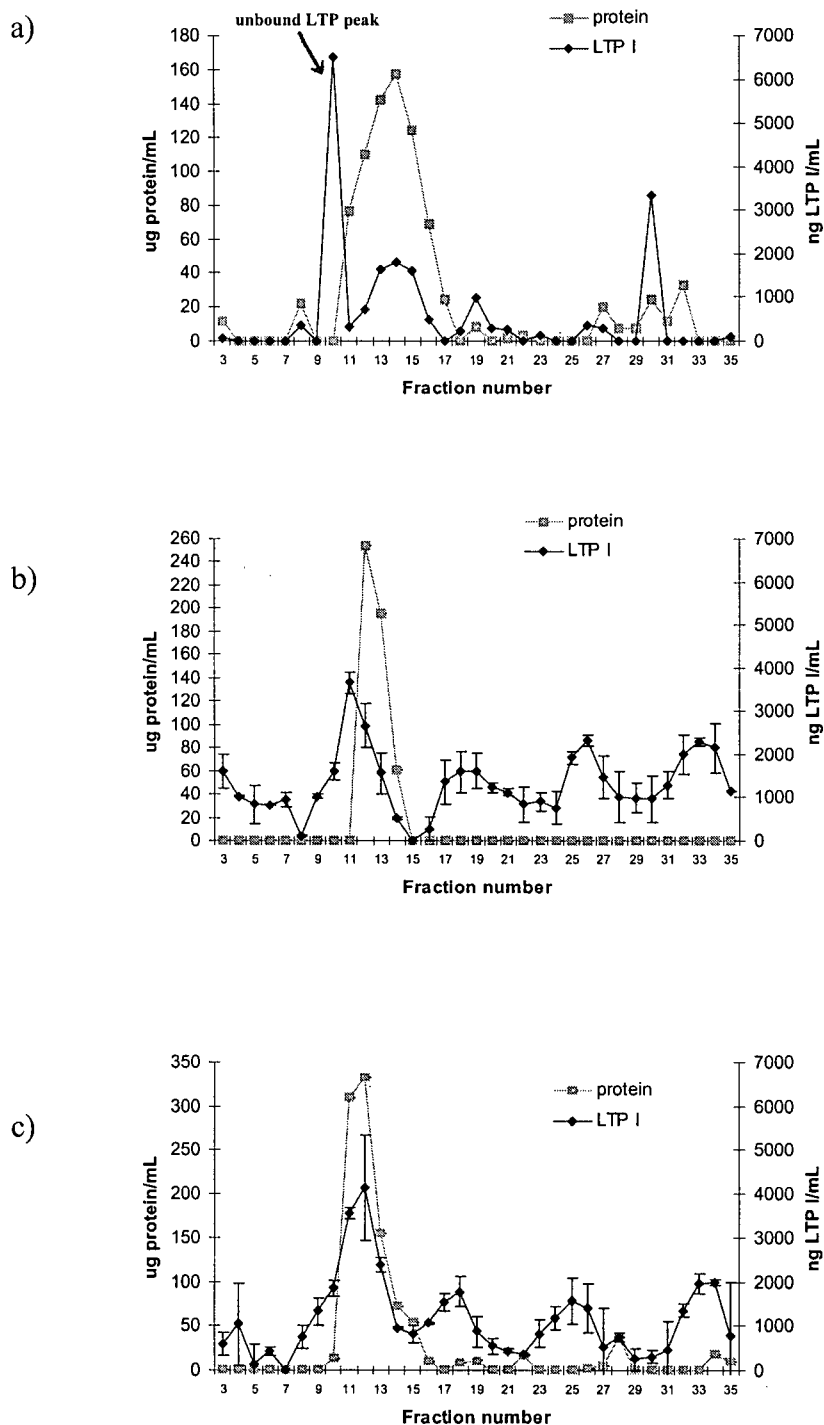 a)
unbound LTP peak
protein
LTP I
180
160
140
120
100
80
60
40
20
0
ug protein/mL
7000
6000
5000
4000
3000
2000
1000
0
ng LTP I/mL
3 5 7 9 11 13 15 17 19 21 23 25 27 29 31 33 35
Fraction number
b)
protein
LTP I
260
240
220
200
180
160
140
120
100
80
60
40
20
0
ug protein/mL
7000
6000
5000
4000
3000
2000
1000
0
ng LTP I/mL
3 5 7 9 11 13 15 17 19 21 23 25 27 29 31 33 35
Fraction number
c)
protein
LTP I
350
300
250
200
150
100
50
0
ug protein/mL
7000
6000
5000
4000
3000
2000
1000
0
ng LTP I/mL
3 5 7 9 11 13 15 17 19 21 23 25 27 29 31 33 35
Fraction number